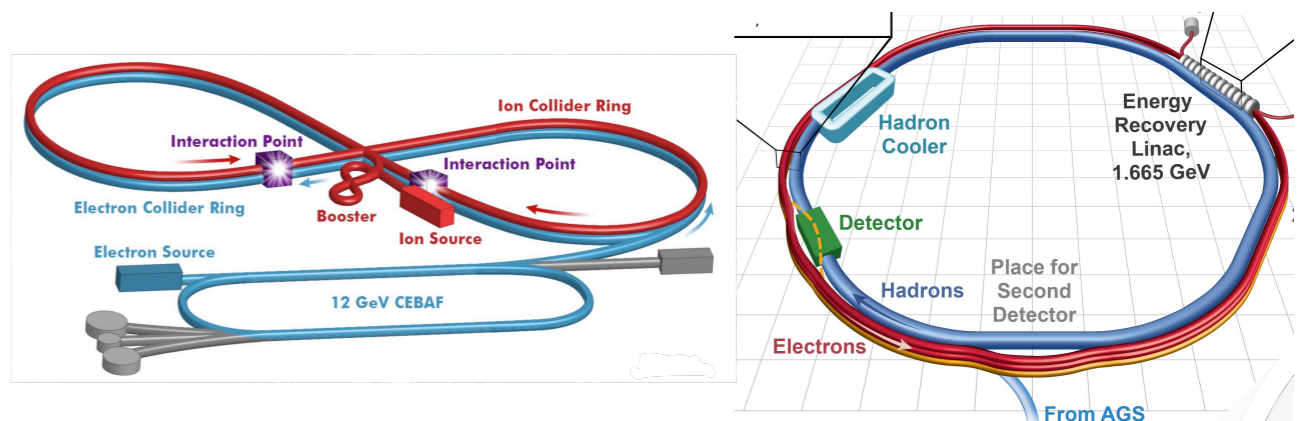 Ion Collider Ring
Interaction Point
Interaction Point
Electron Collider Ring
Booster
Ion Source
Electron Source
12 GeV CEBAF
Energy
Recovery
Linac,
1.665 GeV
Hadron
Cooler
Detector
Place for
Second
Detector
Hadrons
Electrons
From AGS